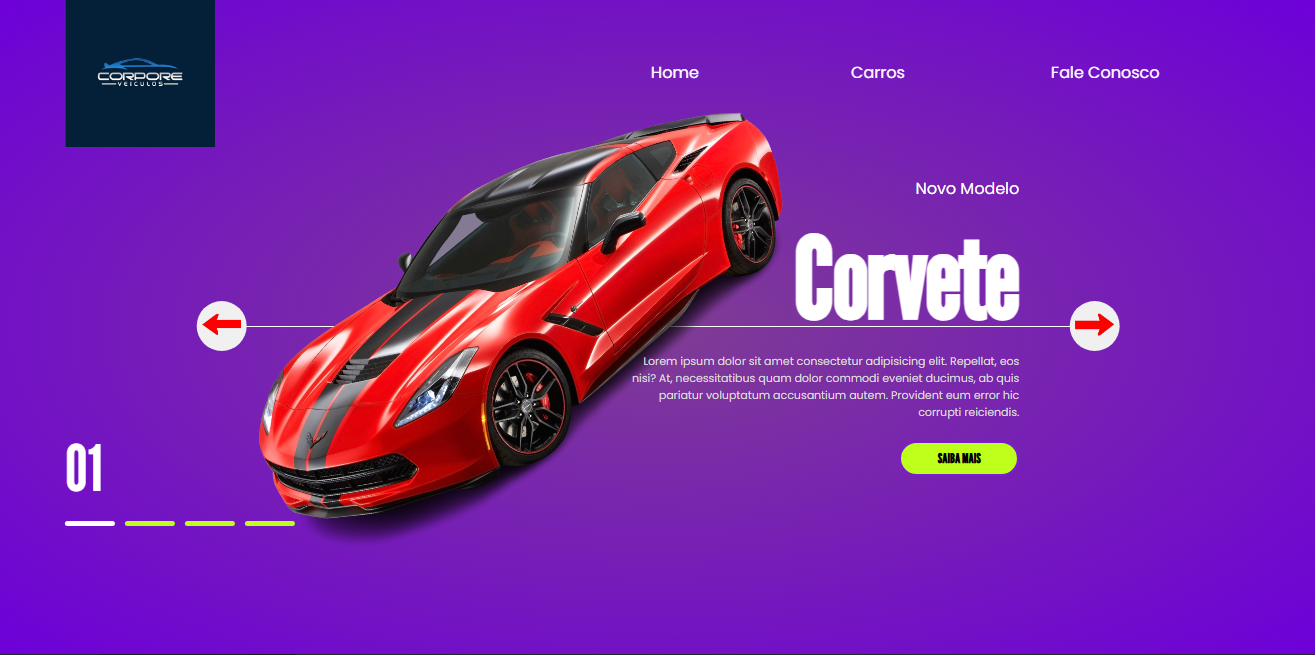 CORPORE
VEÍCULOS
Home
Carros
Fale Conosco
Novo Modelo
Corvete
Lorem ipsum dolor sit amet consectetur adipisicing elit. Repellat, eos
nisi? At, necessitatibus quam dolor commodi eveniet ducimus, ab quis
pariatur voluptatum accusantium autem. Provident eum error hic
corrupti reiciendis.
SAIBA MAIS
01